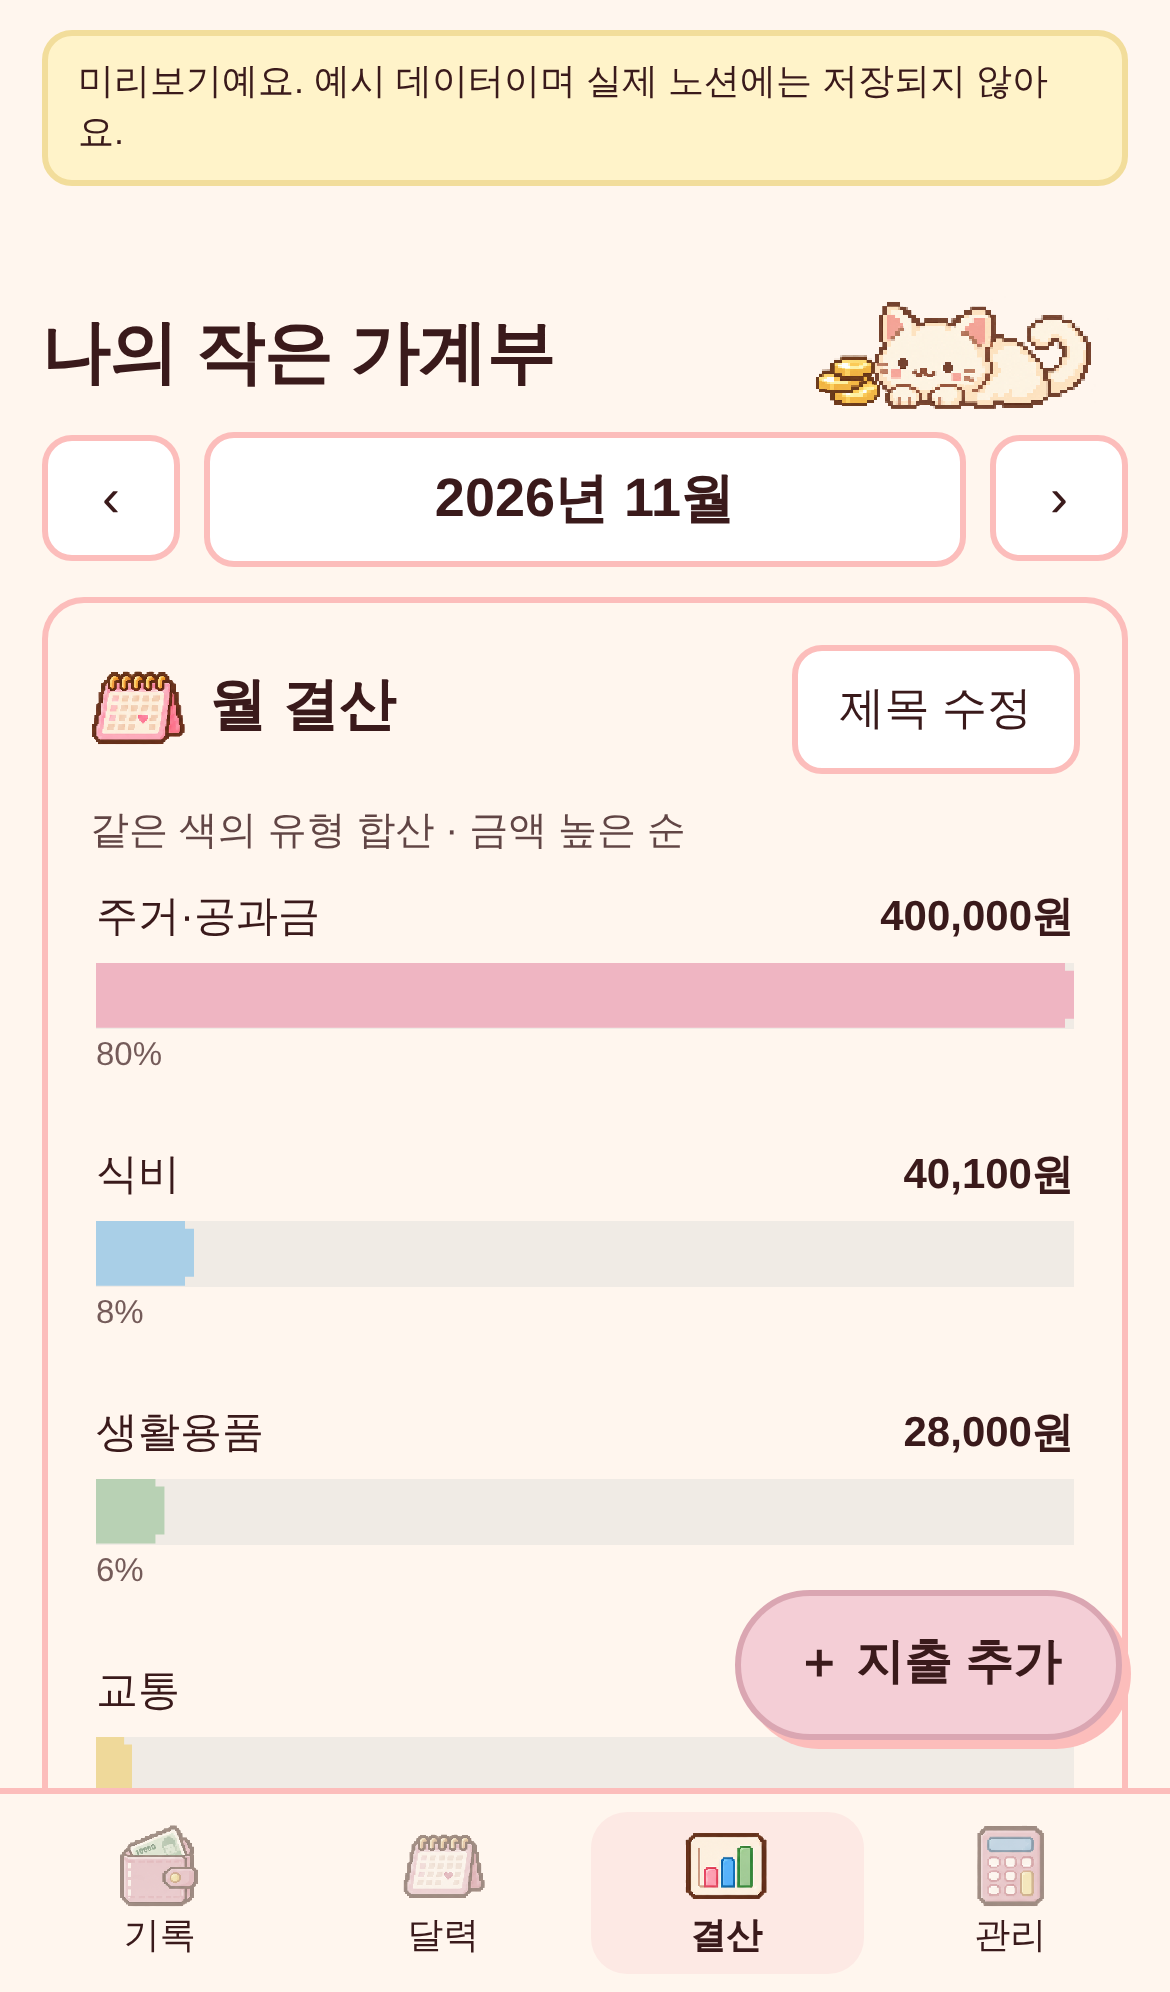 미리보기예요. 예시 데이터이며 실제 노션에는 저장되지 않아
요.
나의 작은 가계부
‹ 2026년 11월 ›
월 결산 제목 수정
같은 색의 유형 합산 · 금액 높은 순
주거·공과금 400,000원
80%
식비 40,100원
8%
생활용품 28,000원
6%
+ 지출 추가
교통
기록 달력 결산 관리